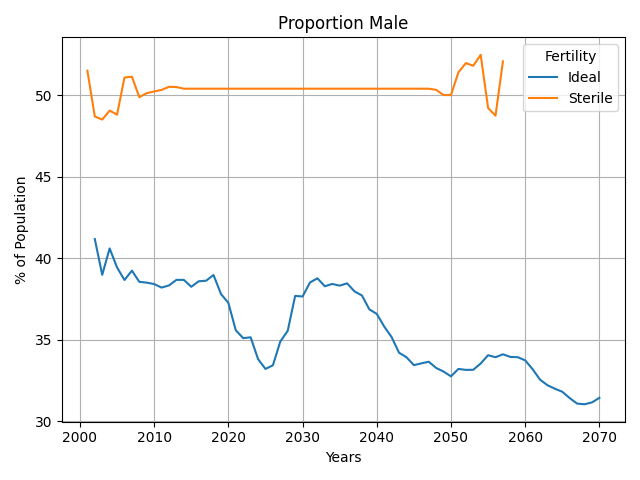 Proportion Male
Fertility
Ideal
Sterile
% of Population
50
45
40
35
30
2000 2010 2020 2030 2040 2050 2060 2070
Years